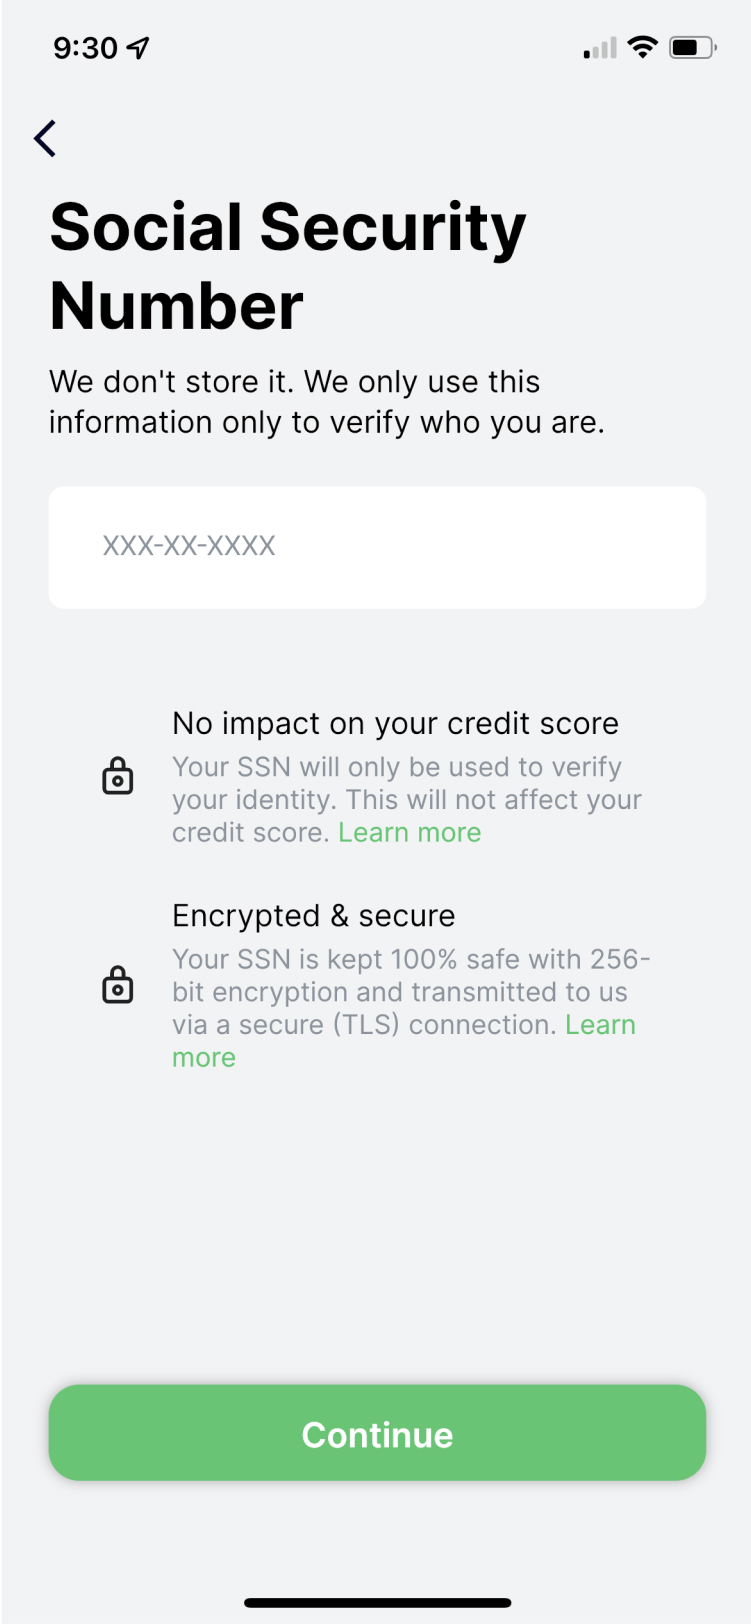 9:30
Social Security
Number
We don't store it. We only use this
information only to verify who you are.
XXX-XX-XXXX
No impact on your credit score
Your SSN will only be used to verify
your identity. This will not affect your
credit score. Learn more
Encrypted & secure
Your SSN is kept 100% safe with 256-
bit encryption and transmitted to us
via a secure (TLS) connection. Learn
more
Continue